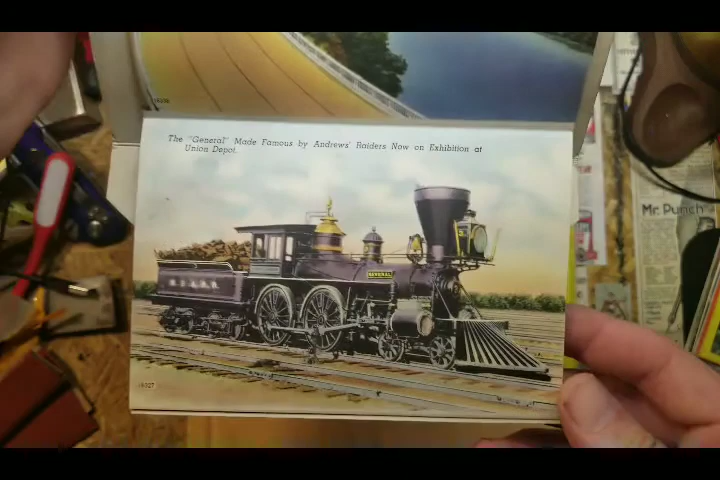 The "General" Made Famous by Andrews' Raiders Now on Exhibition at
Union Depot.
GENERAL
Mr. Punch